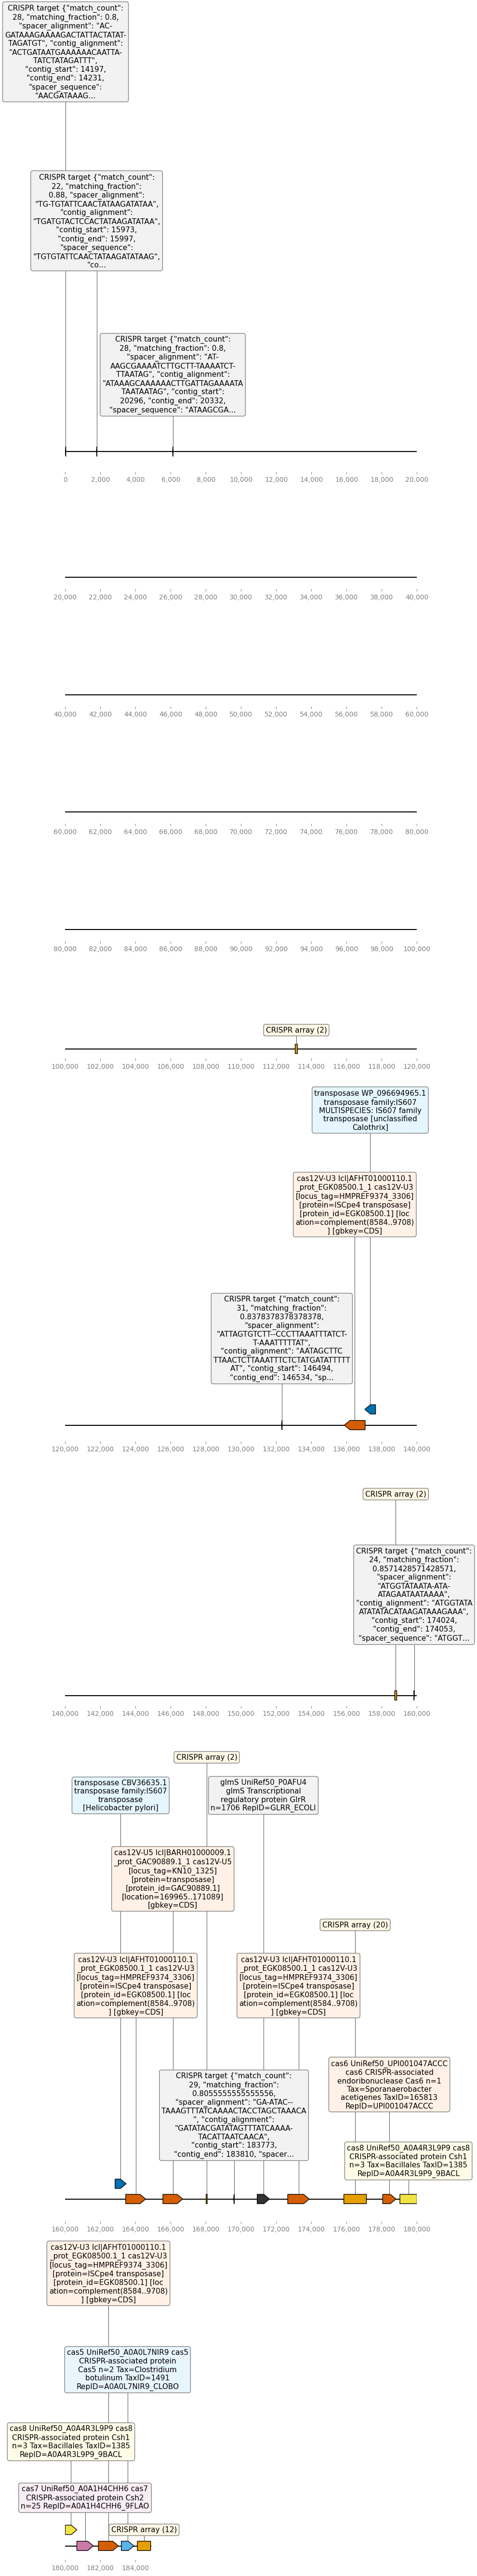 CRISPR target {"match_count":
28, "matching_fraction": 0.8,
"spacer_alignment": "AC-
GATAAAGAAAAGACTATTACTATAT-
TAGATGT", "contig_alignment":
"ACTGATAATGAAAAAACAATTA-
TATCTATAGATTT",
"contig_start": 14197,
"contig_end": 14231,
"spacer_sequence":
"AACGATAAAG...
CRISPR target {"match_count":
22, "matching_fraction":
0.88, "spacer_alignment":
"TG-TGTATTCAACTATAAGATATAA",
"contig_alignment":
"TGATGTACTCCACTATAAGATATAA",
"contig_start": 15973,
"contig_end": 15997,
"spacer_sequence":
"TGTGTATTCAACTATAAGATATAAG",
"co...
CRISPR target {"match_count":
28, "matching_fraction": 0.8,
"spacer_alignment": "AT-
AAGCGAAAATCTTGCTT-TAAAATCT-
TTAATAG", "contig_alignment":
"ATAAAGCAAAAAACTTGATTAGAAAATA
TAATAATAG", "contig_start":
20296, "contig_end": 20332,
"spacer_sequence": "ATAAGCGA...
0 2,000 4,000 6,000 8,000 10,000 12,000 14,000 16,000 18,000 20,000
20,000 22,000 24,000 26,000 28,000 30,000 32,000 34,000 36,000 38,000 40,000
40,000 42,000 44,000 46,000 48,000 50,000 52,000 54,000 56,000 58,000 60,000
60,000 62,000 64,000 66,000 68,000 70,000 72,000 74,000 76,000 78,000 80,000
80,000 82,000 84,000 86,000 88,000 90,000 92,000 94,000 96,000 98,000 100,000
CRISPR array (2)
100,000 102,000 104,000 106,000 108,000 110,000 112,000 114,000 116,000 118,000 120,000
transposase WP_096694965.1
transposase family:IS607
MULTISPECIES: IS607 family
transposase [unclassified
Calothrix]
cas12V-U3 lcl|AFHT01000110.1
_prot_EGK08500.1_1 cas12V-U3
[locus_tag=HMPREF9374_3306]
[protein=ISCpe4 transposase]
[protein_id=EGK08500.1] [loc
ation=complement(8584..9708)
] [gbkey=CDS]
CRISPR target {"match_count":
31, "matching_fraction":
0.8378378378378378,
"spacer_alignment":
"ATTAGTGTCTT--CCCTTAAATTTATCT-
T-AAATTTTTAT",
"contig_alignment": "AATAGCTTC
TTAACTCTTAAATTTCTCTATGATATTTTT
AT", "contig_start": 146494,
"contig_end": 146534, "sp...
120,000 122,000 124,000 126,000 128,000 130,000 132,000 134,000 136,000 138,000 140,000
CRISPR array (2)
CRISPR target {"match_count":
24, "matching_fraction":
0.8571428571428571,
"spacer_alignment":
"ATGGTATAATA-ATA-
ATAGAATAATAAAA",
"contig_alignment": "ATGGTATA
ATATATACATAAGATAAAGAAA",
"contig_start": 174024,
"contig_end": 174053,
"spacer_sequence": "ATGGT...
140,000 142,000 144,000 146,000 148,000 150,000 152,000 154,000 156,000 158,000 160,000
CRISPR array (2)
transposase CBV36635.1
transposase family:IS607
transposase
[Helicobacter pylori]
glmS UniRef50_P0AFU4
glmS Transcriptional
regulatory protein GlrR
n=1706 RepID=GLRR_ECOLI
cas12V-U5 lcl|BARH01000009.1
_prot_GAC90889.1_1 cas12V-U5
[locus_tag=KN10_1325]
[protein=transposase]
[protein_id=GAC90889.1]
[location=169965..171089]
[gbkey=CDS]
CRISPR array (20)
cas12V-U3 lcl|AFHT01000110.1
_prot_EGK08500.1_1 cas12V-U3
[locus_tag=HMPREF9374_3306]
[protein=ISCpe4 transposase]
[protein_id=EGK08500.1] [loc
ation=complement(8584..9708)
] [gbkey=CDS]
cas12V-U3 lcl|AFHT01000110.1
_prot_EGK08500.1_1 cas12V-U3
[locus_tag=HMPREF9374_3306]
[protein=ISCpe4 transposase]
[protein_id=EGK08500.1] [loc
ation=complement(8584..9708)
] [gbkey=CDS]
cas6 UniRef50_UPI001047ACCC
cas6 CRISPR-associated
endoribonuclease Cas6 n=1
Tax=Sporanaerobacter
acetigenes TaxID=165813
RepID=UPI001047ACCC
CRISPR target {"match_count":
29, "matching_fraction":
0.8055555555555556,
"spacer_alignment": "GA-ATAC--
TAAAGTTTATCAAAACTACCTAGCTAAACA
", "contig_alignment":
"GATATACGATATAGTTTATCAAAA-
TACATTAATCAACA",
"contig_start": 183773,
"contig_end": 183810, "spacer...
cas8 UniRef50_A0A4R3L9P9 cas8
CRISPR-associated protein Csh1
n=3 Tax=Bacillales TaxID=1385
RepID=A0A4R3L9P9_9BACL
160,000 162,000 164,000 166,000 168,000 170,000 172,000 174,000 176,000 178,000 180,000
cas12V-U3 lcl|AFHT01000110.1
_prot_EGK08500.1_1 cas12V-U3
[locus_tag=HMPREF9374_3306]
[protein=ISCpe4 transposase]
[protein_id=EGK08500.1] [loc
ation=complement(8584..9708)
] [gbkey=CDS]
cas5 UniRef50_A0A0L7NIR9 cas5
CRISPR-associated protein
Cas5 n=2 Tax=Clostridium
botulinum TaxID=1491
RepID=A0A0L7NIR9_CLOBO
cas8 UniRef50_A0A4R3L9P9 cas8
CRISPR-associated protein Csh1
n=3 Tax=Bacillales TaxID=1385
RepID=A0A4R3L9P9_9BACL
cas7 UniRef50_A0A1H4CHH6 cas7
CRISPR-associated protein Csh2
n=25 RepID=A0A1H4CHH6_9FLAO
CRISPR array (12)
180,000 182,000 184,000